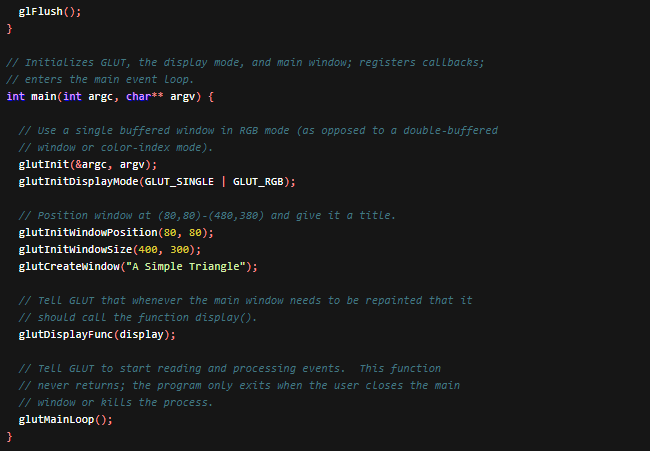 glFlush();
}
// Initializes GLUT, the display mode, and main window; registers callbacks;
// enters the main event loop.
int main(int argc, char** argv) {
// Use a single buffered window in RGB mode (as opposed to a double-buffered
// window or color-index mode).
glutInit(&argc, argv);
glutInitDisplayMode(GLUT_SINGLE | GLUT_RGB);
// Position window at (80,80)-(480,380) and give it a title.
glutInitWindowPosition(80, 80);
glutInitWindowSize(400, 300);
glutCreateWindow("A Simple Triangle");
// Tell GLUT that whenever the main window needs to be repainted that it
// should call the function display().
glutDisplayFunc(display);
// Tell GLUT to start reading and processing events.  This function
// never returns; the program only exits when the user closes the main
// window or kills the process.
glutMainLoop();
}